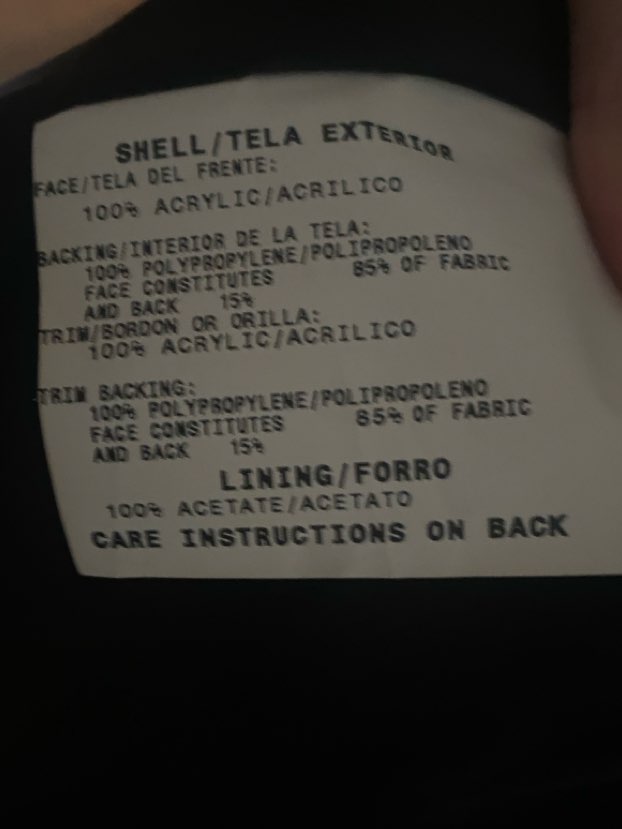 SHELL/TELA EXTERIOR
FACE/TELA DEL FRENTE:
100% ACRYLIC/ACRILICO
BACKING/INTERIOR DE LA TELA:
100% POLYPROPYLENE/POLIPROPOLENO
FACE CONSTITUTES 85% OF FABRIC
AND BACK 15%
TRIM/BORDON OR ORILLA:
100% ACRYLIC/ACRILICO
TRIM BACKING:
100% POLYPROPYLENE/POLIPROPOLENO
FACE CONSTITUTES 85% OF FABRIC
AND BACK 15%
LINING/FORRO
100% ACETATE/ACETATO
CARE INSTRUCTIONS ON BACK